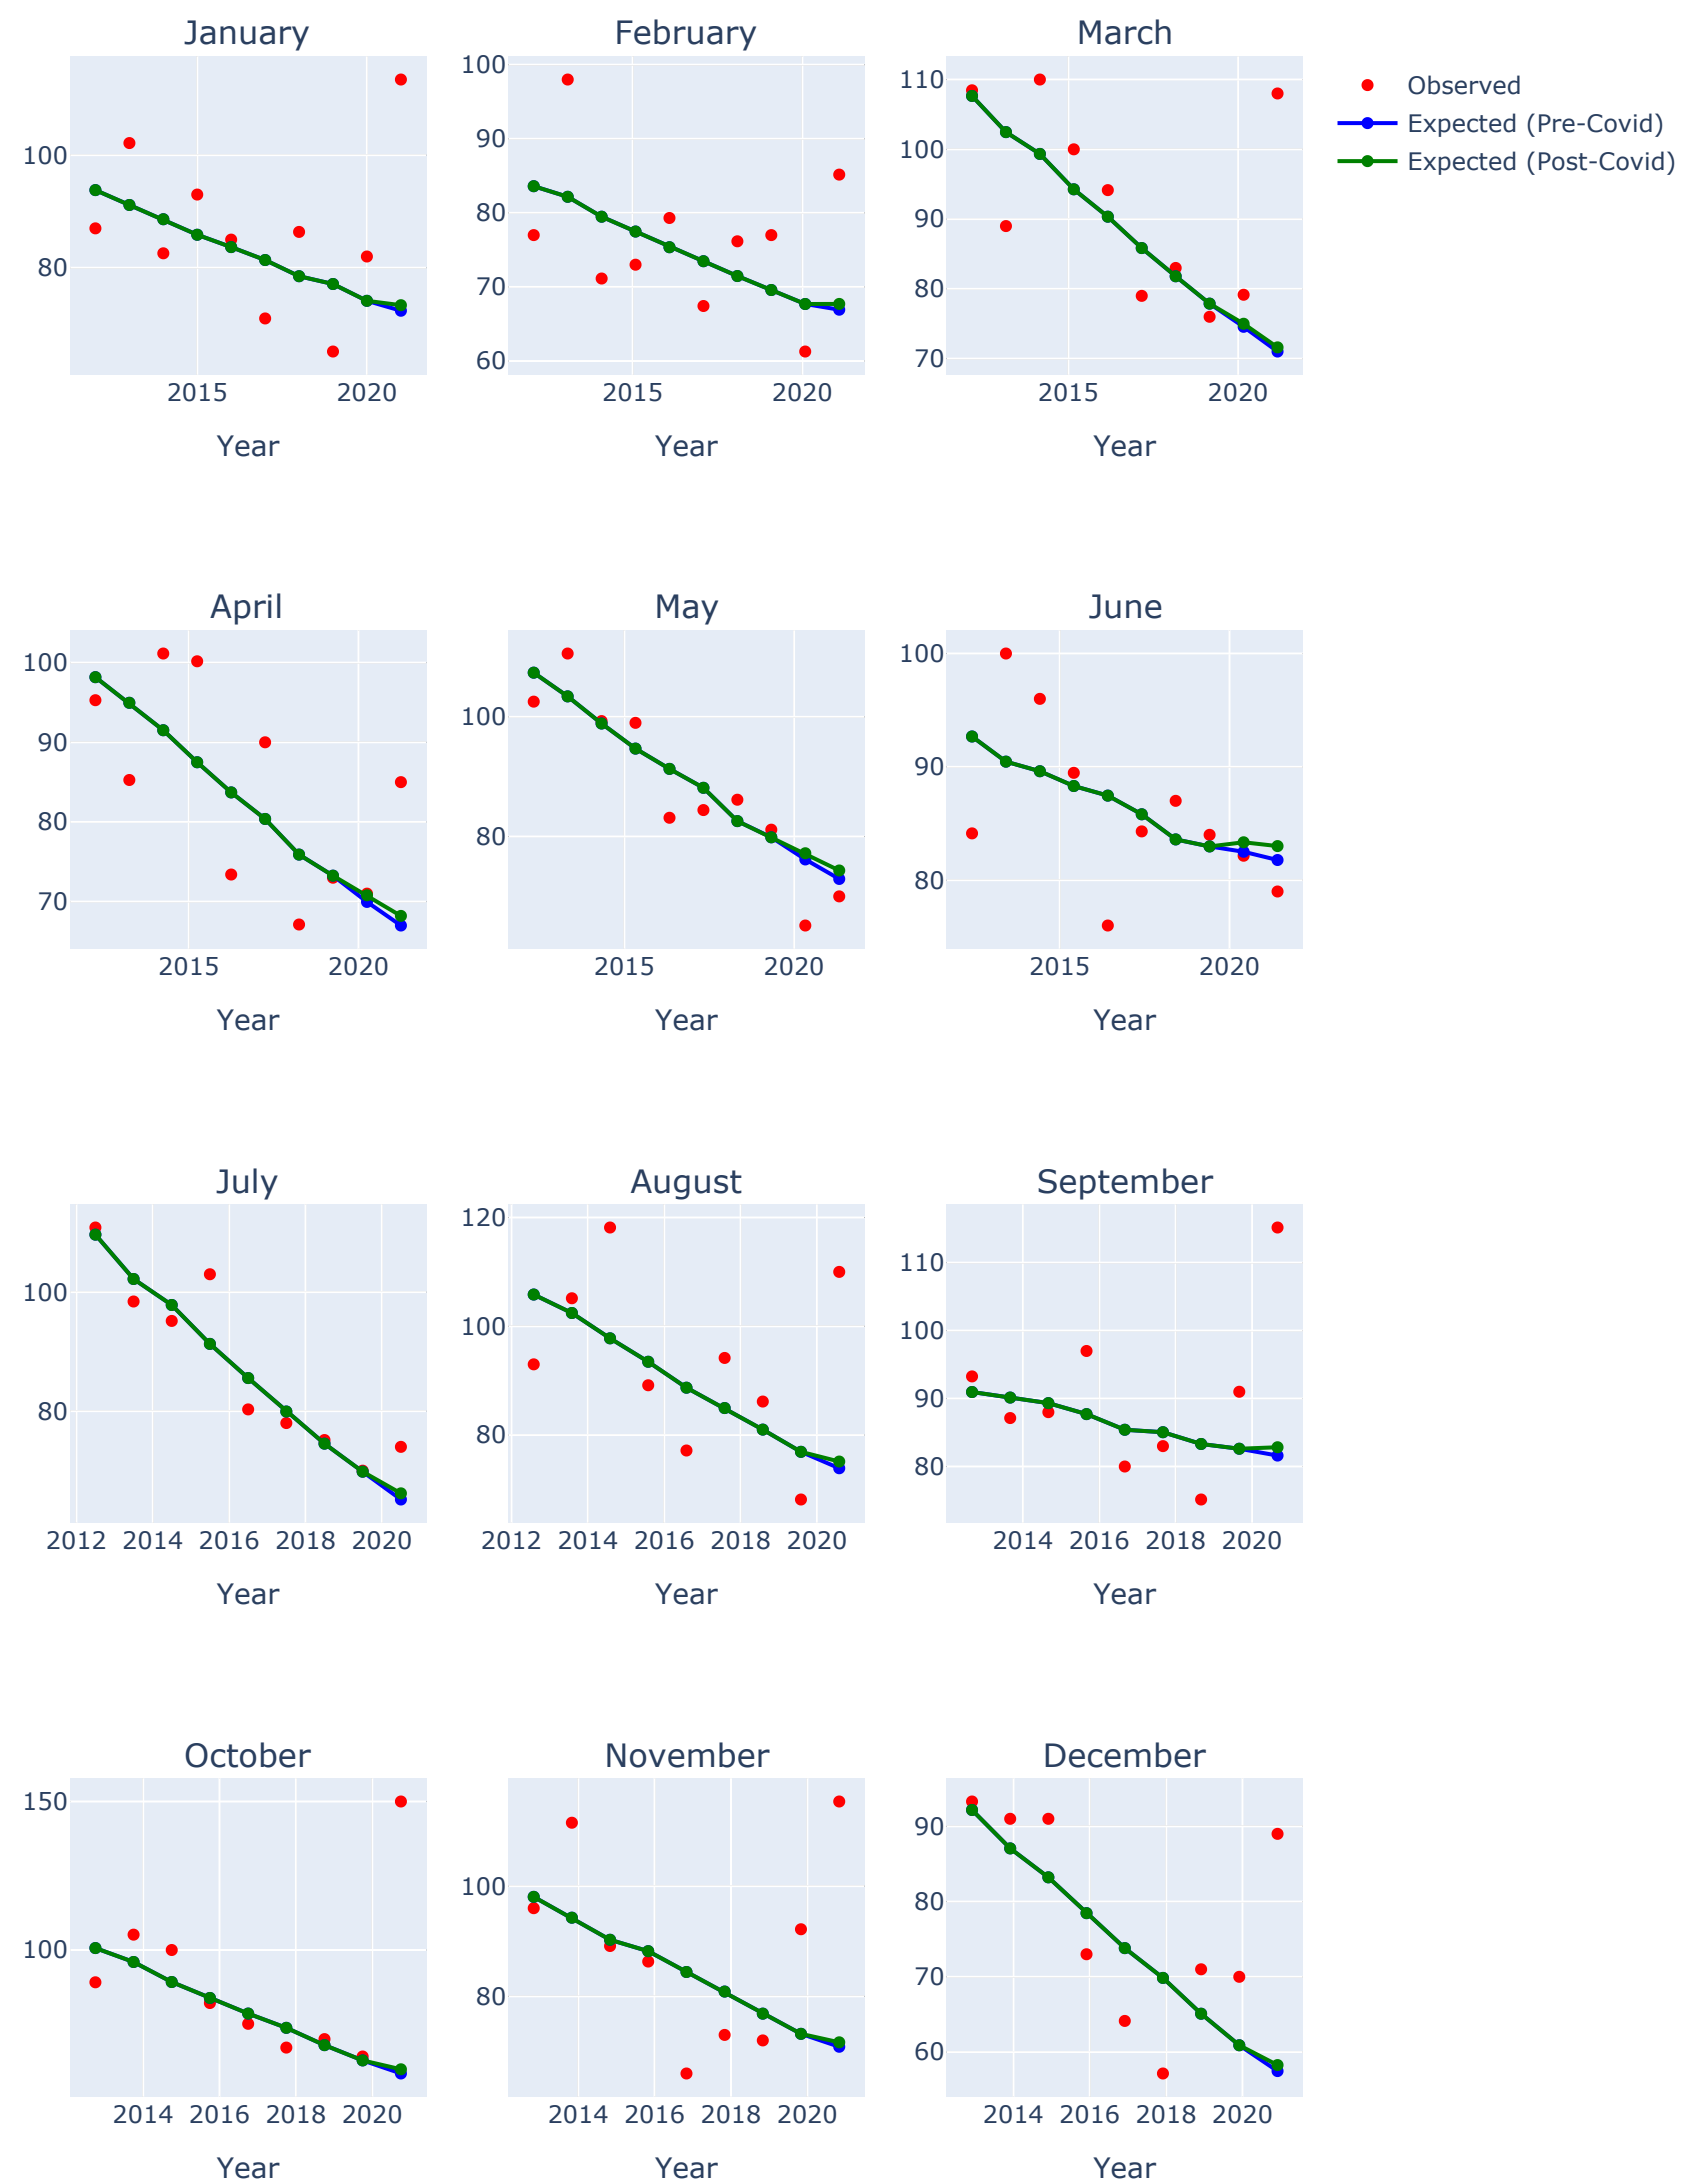 January
February
March
100
80
2015
2020
Year
100
90
80
70
60
2015
2020
Year
110
100
90
80
70
2015
2020
Year
Observed
Expected (Pre-Covid)
Expected (Post-Covid)
April
May
June
100
90
80
70
2015
2020
Year
100
80
2015
2020
Year
100
90
80
2015
2020
Year
July
August
September
100
80
2012 2014 2016 2018 2020
Year
120
100
80
2012 2014 2016 2018 2020
Year
110
100
90
80
2014 2016 2018 2020
Year
October
November
December
150
100
2014 2016 2018 2020
Year
100
80
2014 2016 2018 2020
Year
90
80
70
60
2014 2016 2018 2020
Year